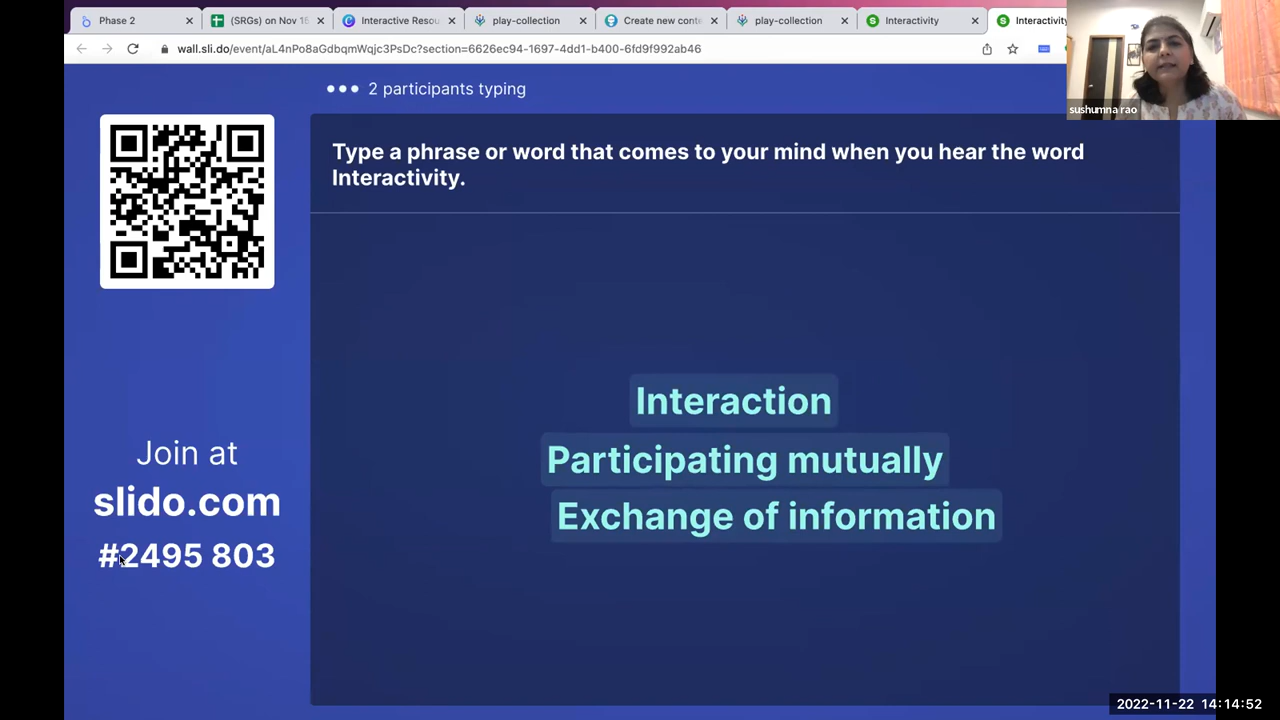 Phase 2
(SRGs) on Nov 16
Interactive Resou
play-collection
Create new conte
play-collection
Interactivity
Interactivity
wall.sli.do/event/aL4nPo8aGdbqmWqjc3PsDc?section=6626ec94-1697-4dd1-b400-6fd9f992ab46
sushumna rao
2 participants typing
Type a phrase or word that comes to your mind when you hear the word
Interactivity.
Interaction
Participating mutually
Exchange of information
Join at
slido.com
#2495 803
2022-11-22 14:14:52